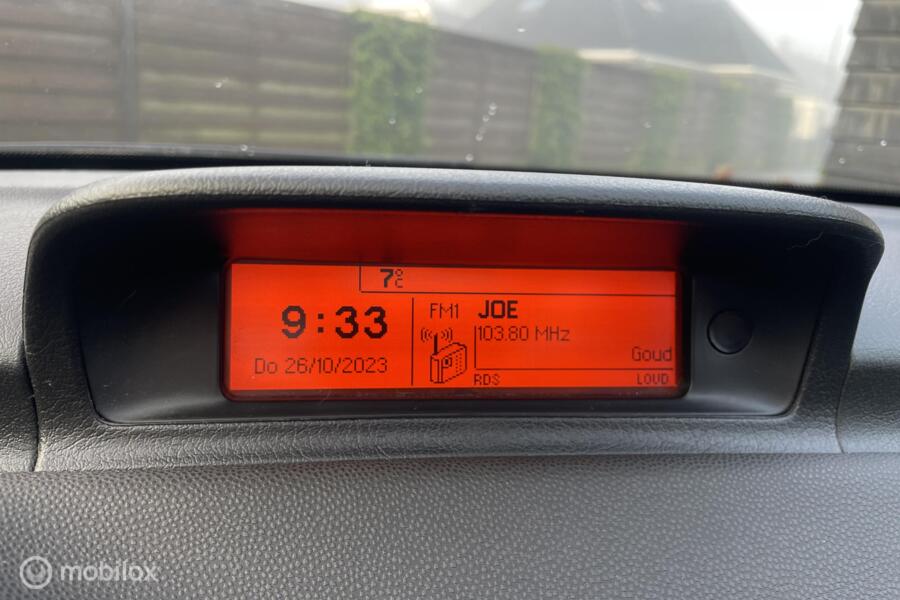 7°C
9:33
Do 26/10/2023
FM1 JOE
103.80 MHz
Goud
RDS LOUD
mobilox